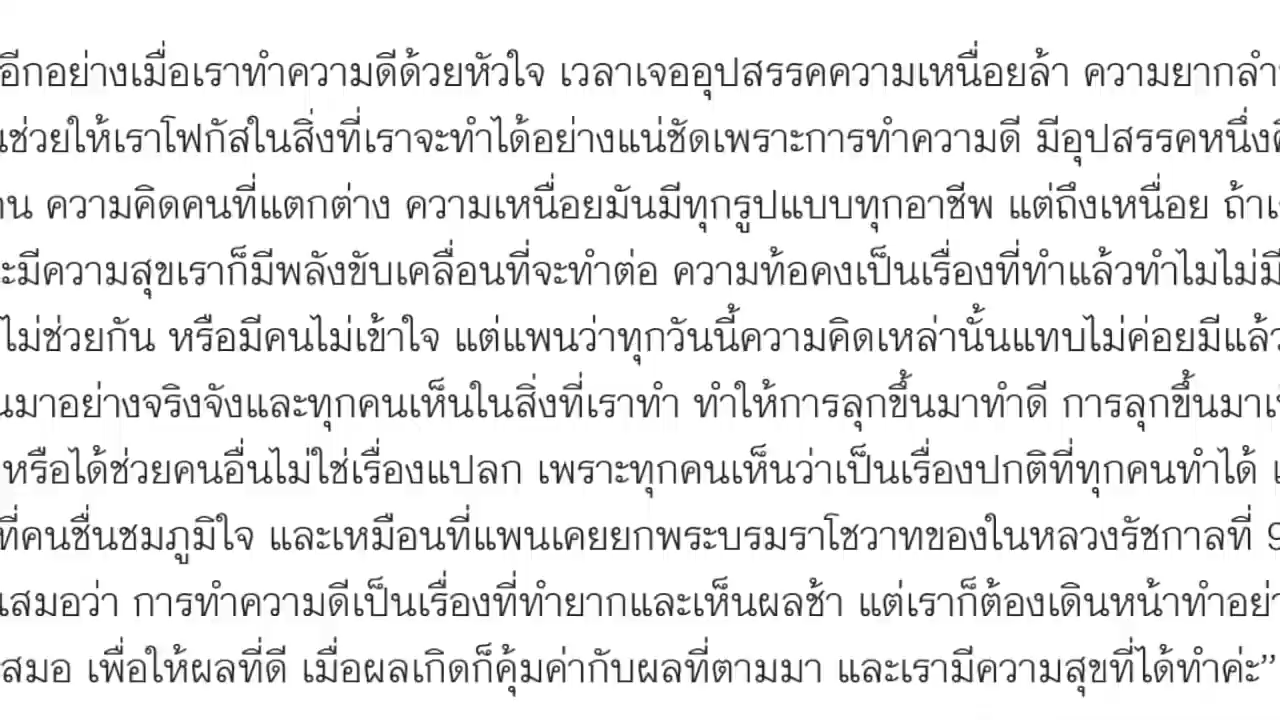 อีกอย่างเมื่อเราทำความดีด้วยหัวใจ เวลาเจออุปสรรคความเหนื่อยล้า ความยากลำ
ช่วยให้เราโฟกัสในสิ่งที่เราจะทำได้อย่างแน่ชัดเพราะการทำความดี มีอุปสรรคหนึ่ง
ความคิดคนที่แตกต่าง ความเหนื่อยมันมีทุกรูปแบบทุกอาชีพ แต่ถึงเหนื่อย ถ้า
มีความสุขเราก็มีพลังขับเคลื่อนที่จะทำต่อ ความท้อคงเป็นเรื่องที่ทำแล้วทำไมไม่มี
ไม่ช่วยกัน หรือมีคนไม่เข้าใจ แต่แพนว่าทุกวันนี้ความคิดเหล่านั้นแทบไม่ค่อยมีแล้ว
มาอย่างจริงจังและทุกคนเห็นในสิ่งที่เราทำ ทำให้การลุกขึ้นมาทำดี การลุกขึ้นมา
หรือได้ช่วยคนอื่นไม่ใช่เรื่องแปลก เพราะทุกคนเห็นว่าเป็นเรื่องปกติที่ทุกคนทำได้
ที่คนชื่นชมภูมิใจ และเหมือนที่แพนเคยยกพระบรมราโชวาทของในหลวงรัชกาลที่ 9
เสมอว่า การทำความดีเป็นเรื่องที่ทำยากและเห็นผลช้า แต่เราก็ต้องเดินหน้าทำอย่า
สมอ เพื่อให้ผลที่ดี เมื่อผลเกิดก็คุ้มค่ากับผลที่ตามมา และเรามีความสุขที่ได้ทำค่ะ”